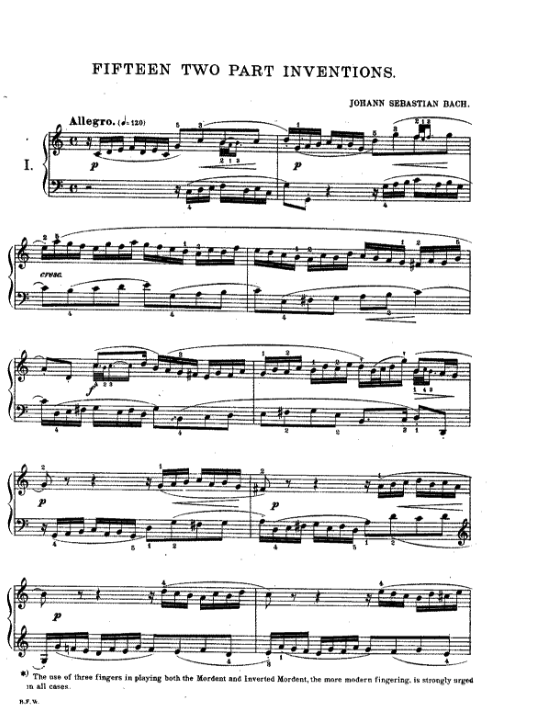 FIFTEEN TWO PART INVENTIONS.
JOHANN SEBASTIAN BACH.
Allegro. (♩=120)
I.
p
p
cresc.
f
p
p
p
*) The use of three fingers in playing both the Mordent and Inverted Mordent, the more modern fingering, is strongly urged
in all cases.
B.F.W.